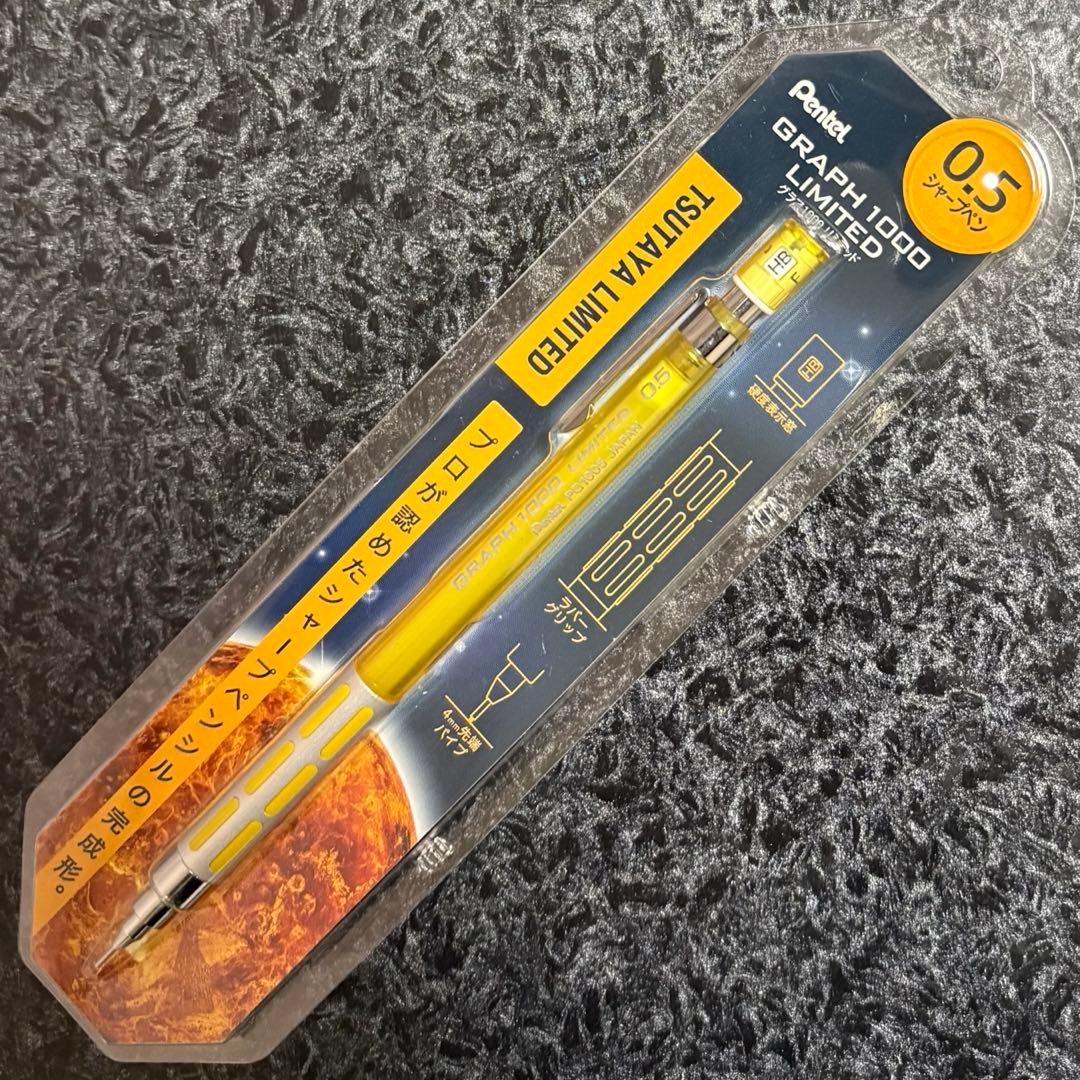 Pentel
GRAPH 1000
LIMITED
グラフ1000 リミテッド
0.5
シャープペン
TSUTAYA LIMITED
HB
F
GRAPH 1000 LIMITED 0.5
Pentel PG1005 JAPAN
HB
硬度表示窓
ラバー
グリップ
4mm先端
パイプ
プロが認めたシャープペンシルの完成形。